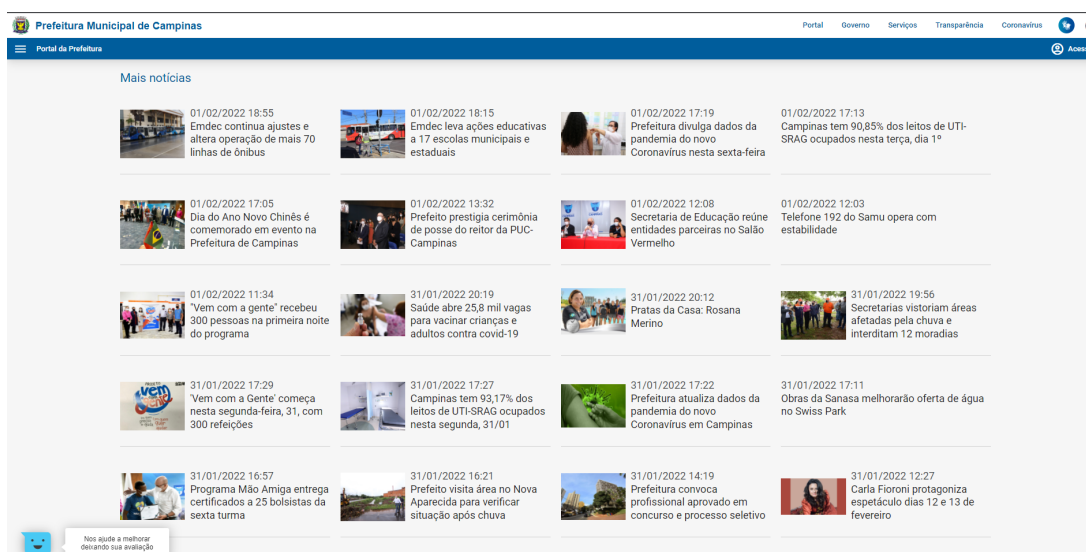 Prefeitura Municipal de Campinas
Portal Governo Serviços Transparência Coronavírus
Portal da Prefeitura
Mais notícias
01/02/2022 18:55
Emdec continua ajustes e
altera operação de mais 70
linhas de ônibus
01/02/2022 18:15
Emdec leva ações educativas
a 17 escolas municipais e
estaduais
01/02/2022 17:19
Prefeitura divulga dados da
pandemia do novo
Coronavírus nesta sexta-feira
01/02/2022 17:13
Campinas tem 90,85% dos leitos de UTI-
SRAG ocupados nesta terça, dia 1º
01/02/2022 17:05
Dia do Ano Novo Chinês é
comemorado em evento na
Prefeitura de Campinas
01/02/2022 13:32
Prefeito prestigia cerimônia
de posse do reitor da PUC-
Campinas
01/02/2022 12:08
Secretaria de Educação reúne
entidades parceiras no Salão
Vermelho
01/02/2022 12:03
Telefone 192 do Samu opera com
estabilidade
01/02/2022 11:34
"Vem com a gente" recebeu
300 pessoas na primeira noite
do programa
31/01/2022 20:19
Saúde abre 25,8 mil vagas
para vacinar crianças e
adultos contra covid-19
31/01/2022 20:12
Pratas da Casa: Rosana
Merino
31/01/2022 19:56
Secretarias vistoriam áreas
afetadas pela chuva e
interditam 12 moradias
31/01/2022 17:29
'Vem com a Gente' começa
nesta segunda-feira, 31, com
300 refeições
31/01/2022 17:27
Campinas tem 93,17% dos
leitos de UTI-SRAG ocupados
nesta segunda, 31/01
31/01/2022 17:22
Prefeitura atualiza dados da
pandemia do novo
Coronavírus em Campinas
31/01/2022 17:11
Obras da Sanasa melhorarão oferta de água
no Swiss Park
31/01/2022 16:57
Programa Mão Amiga entrega
certificados a 25 bolsistas da
sexta turma
31/01/2022 16:21
Prefeito visita área no Nova
Aparecida para verificar
situação após chuva
31/01/2022 14:19
Prefeitura convoca
profissional aprovado em
concurso e processo seletivo
31/01/2022 12:27
Carla Fioroni protagoniza
espetáculo dias 12 e 13 de
fevereiro
Nos ajude a melhorar
deixando sua avaliação